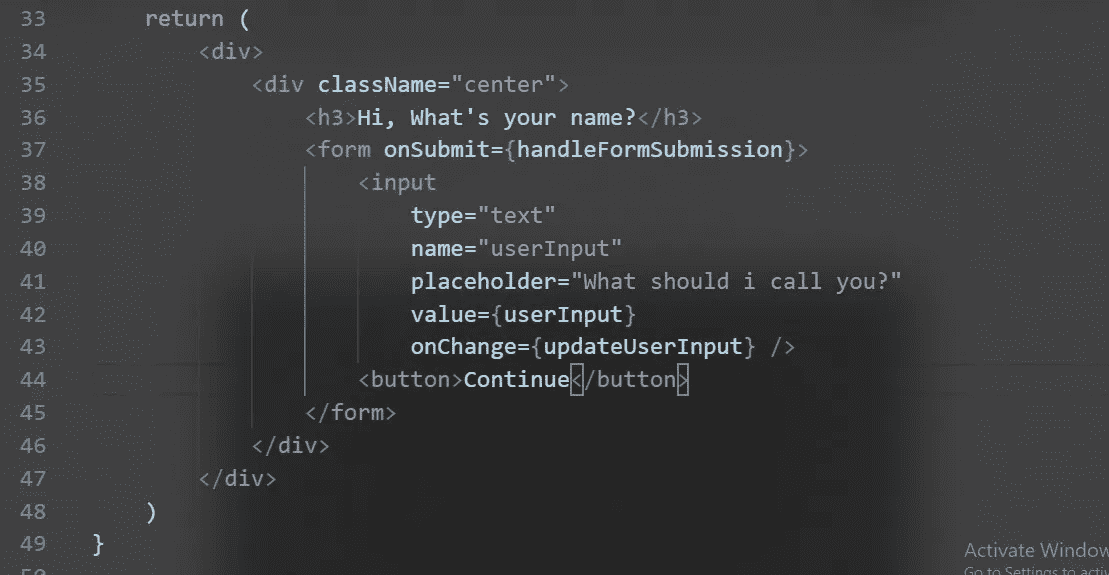 33 return (
34 <div>
35 <div className="center">
36 <h3>Hi, What's your name?</h3>
37 <form onSubmit={handleFormSubmission}>
38 <input
39 type="text"
40 name="userInput"
41 placeholder="What should i call you?"
42 value={userInput}
43 onChange={updateUserInput} />
44 <button>Continue</button>
45 </form>
46 </div>
47 </div>
48 )
49 }
Activate Window
Go to Settings to activ